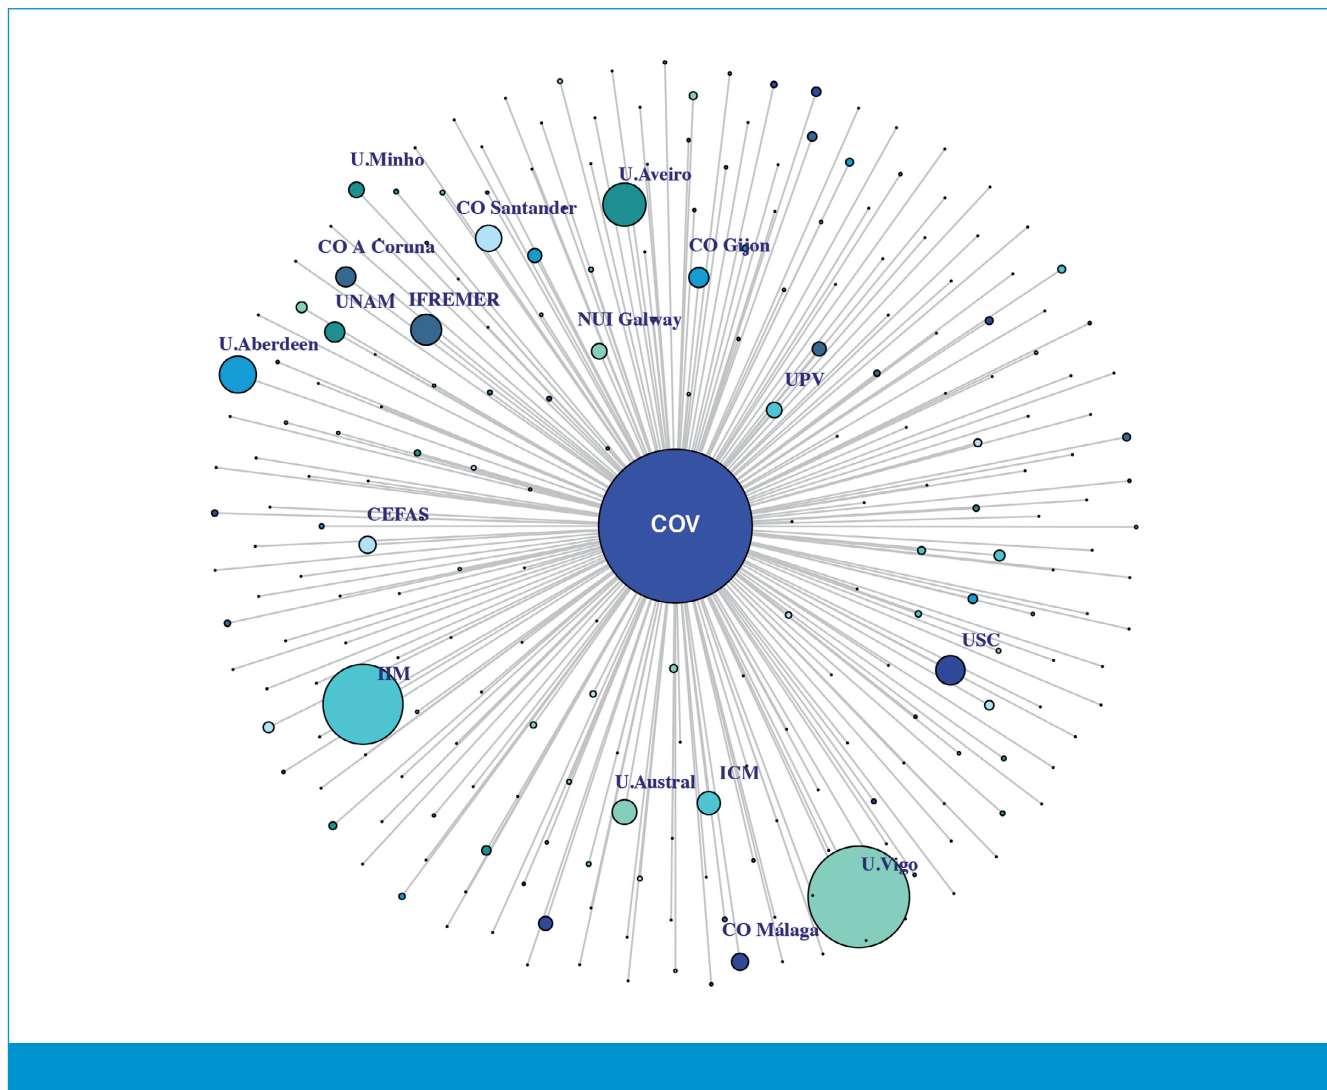 U.Minho
U.Aveiro
CO Santander
CO A Coruna
CO Gijon
UNAM
IFREMER
NUI Galway
U.Aberdeen
UPV
CEFAS
COV
USC
IIM
ICM
U.Austral
U.Vigo
CO Málaga